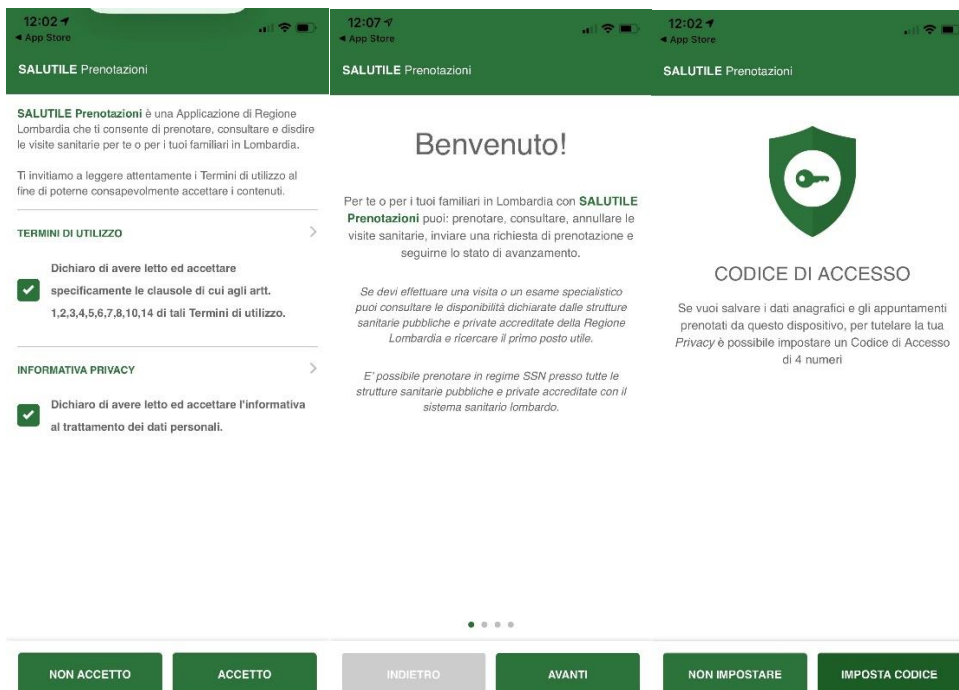 12:02
◀ App Store
SALUTILE Prenotazioni
SALUTILE Prenotazioni è una Applicazione di Regione
Lombardia che ti consente di prenotare, consultare e disdire
le visite sanitarie per te o per i tuoi familiari in Lombardia.
Ti invitiamo a leggere attentamente i Termini di utilizzo al
fine di poterne consapevolmente accettare i contenuti.
TERMINI DI UTILIZZO
Dichiaro di avere letto ed accettare
specificamente le clausole di cui agli artt.
1,2,3,4,5,6,7,8,10,14 di tali Termini di utilizzo.
INFORMATIVA PRIVACY
Dichiaro di avere letto ed accettare l'informativa
al trattamento dei dati personali.
NON ACCETTO
ACCETTO
12:07
◀ App Store
SALUTILE Prenotazioni
Benvenuto!
Per te o per i tuoi familiari in Lombardia con SALUTILE
Prenotazioni puoi: prenotare, consultare, annullare le
visite sanitarie, inviare una richiesta di prenotazione e
seguirne lo stato di avanzamento.
Se devi effettuare una visita o un esame specialistico
puoi consultare le disponibilità dichiarate dalle strutture
sanitarie pubbliche e private accreditate della Regione
Lombardia e ricercare il primo posto utile.
E' possibile prenotare in regime SSN presso tutte le
strutture sanitarie pubbliche e private accreditate con il
sistema sanitario lombardo.
INDIETRO
AVANTI
12:02
◀ App Store
SALUTILE Prenotazioni
CODICE DI ACCESSO
Se vuoi salvare i dati anagrafici e gli appuntamenti
prenotati da questo dispositivo, per tutelare la tua
Privacy è possibile impostare un Codice di Accesso
di 4 numeri
NON IMPOSTARE
IMPOSTA CODICE